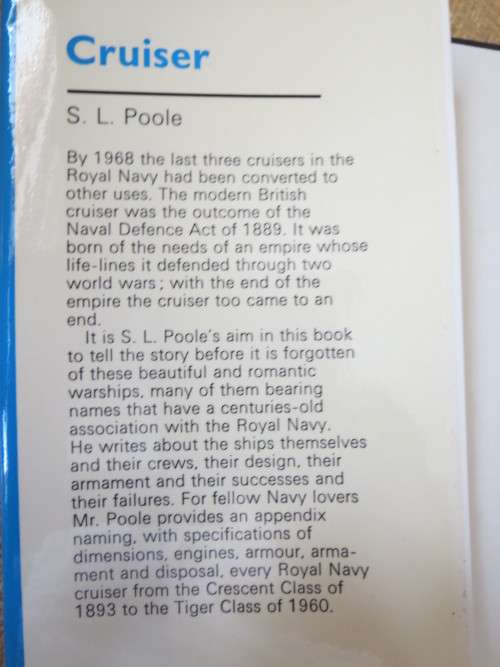 Cruiser
S. L. Poole
By 1968 the last three cruisers in the
Royal Navy had been converted to
other uses. The modern British
cruiser was the outcome of the
Naval Defence Act of 1889. It was
born of the needs of an empire whose
life-lines it defended through two
world wars; with the end of the
empire the cruiser too came to an
end.
It is S. L. Poole's aim in this book
to tell the story before it is forgotten
of these beautiful and romantic
warships, many of them bearing
names that have a centuries-old
association with the Royal Navy.
He writes about the ships themselves
and their crews, their design, their
armament and their successes and
their failures. For fellow Navy lovers
Mr. Poole provides an appendix
naming, with specifications of
dimensions, engines, armour, arma-
ment and disposal, every Royal Navy
cruiser from the Crescent Class of
1893 to the Tiger Class of 1960.